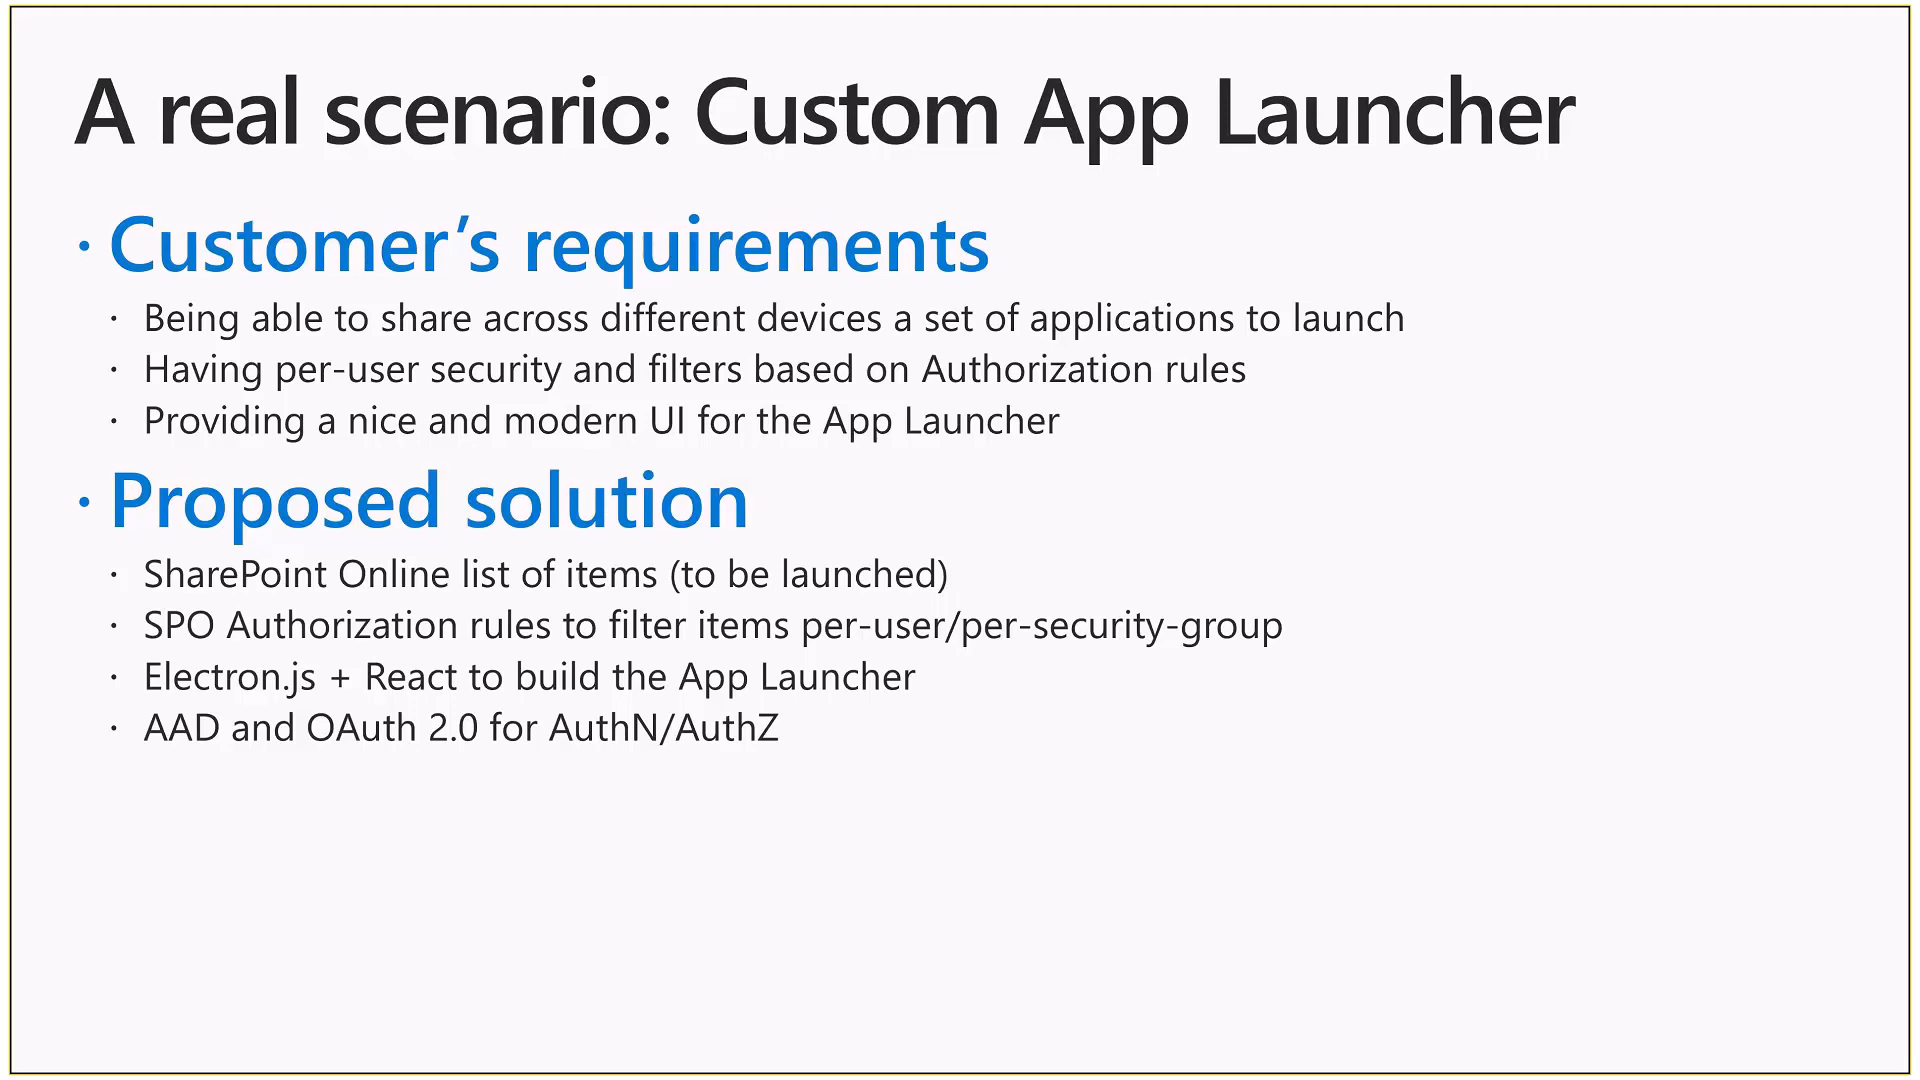 A real scenario: Custom App Launcher
· Customer’s requirements
· Being able to share across different devices a set of applications to launch
· Having per-user security and filters based on Authorization rules
· Providing a nice and modern UI for the App Launcher
· Proposed solution
· SharePoint Online list of items (to be launched)
· SPO Authorization rules to filter items per-user/per-security-group
· Electron.js + React to build the App Launcher
· AAD and OAuth 2.0 for AuthN/AuthZ